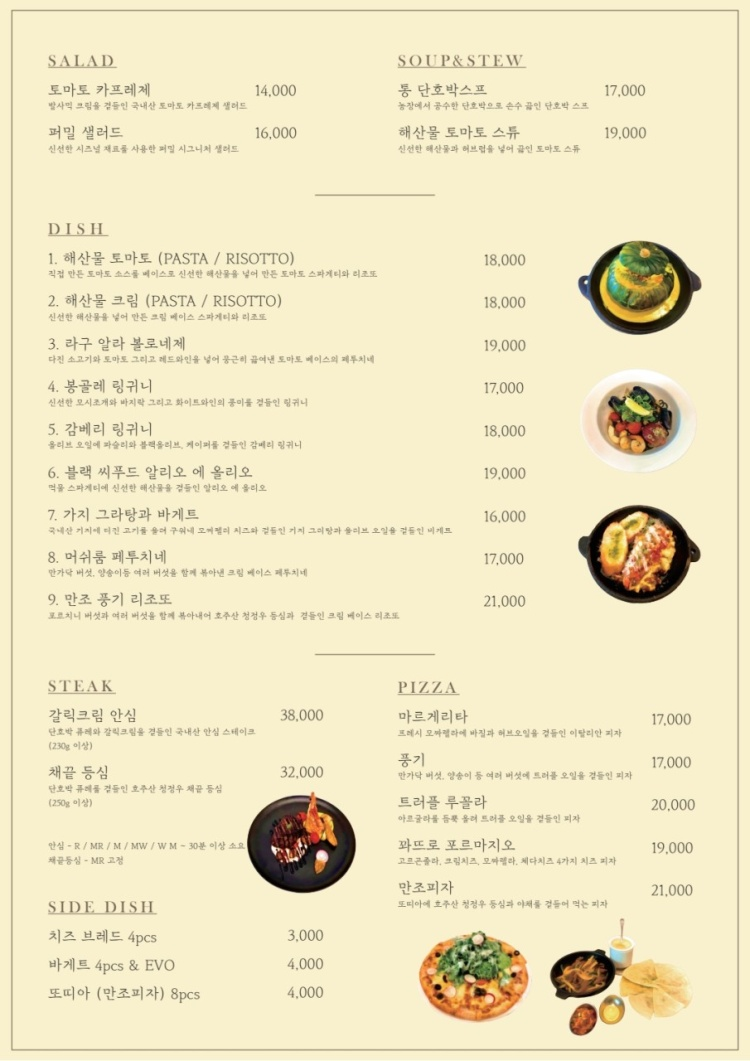 SALAD
토마토 카프레제 14,000
방사믹 크림을 곁들인 국내산 토마토 카프레제 샐러드
퍼밀 샐러드 16,000
신선한 시즈널 재료를 사용한 퍼밀 시그니처 샐러드
SOUP&STEW
통 단호박스프 17,000
농장에서 공수한 단호박으로 손수 끓인 단호박 스프
해산물 토마토 스튜 19,000
신선한 해산물과 허브럽을 넣어 끓인 토마토 스튜
DISH
1. 해산물 토마토 (PASTA / RISOTTO) 18,000
직접 만든 토마토 소스를 베이스로 신선한 해산물을 넣어 만든 토마토 스파게티와 리조또
2. 해산물 크림 (PASTA / RISOTTO) 18,000
신선한 해산물을 넣어 만든 크림 베이스 스파게티와 리조또
3. 라구 알라 볼로네제 19,000
다진 소고기와 토마토 그리고 레드와인을 넣어 뭉근히 끓여낸 토마토 베이스의 페투치네
4. 봉골레 링귀니 17,000
신선한 모시조개와 바지락 그리고 화이트와인의 풍미를 곁들인 링귀니
5. 감베리 링귀니 18,000
올리브 오일에 파슬리와 블랙올리브, 케이퍼를 곁들인 감베리 링귀니
6. 블랙 씨푸드 알리오 에 올리오 19,000
먹물 스파게티에 신선한 해산물을 곁들인 알리오 에 올리오
7. 가지 그라탕과 바게트 16,000
국내산 가지에 다진 고기를 올려 구워낸 모짜렐라 치즈와 곁들인 가지 그라탕과 올리브 오일을 곁들인 바게트
8. 머쉬룸 페투치네 17,000
만가닥 버섯, 양송이등 여러 버섯을 함께 볶아낸 크림 베이스 페투치네
9. 만조 풍기 리조또 21,000
포르치니 버섯과 여러 버섯을 함께 볶아내어 호주산 청정우 등심과 곁들인 크림 베이스 리조또
STEAK
갈릭크림 안심 38,000
단호박 퓨레와 갈릭크림을 곁들인 국내산 안심 스테이크
(230g 이상)
채끝 등심 32,000
단호박 퓨레를 곁들인 호주산 청정우 채끝 등심
(250g 이상)
안심 - R / MR / M / MW / W M ~ 30분 이상 소요
채끝등심 - MR 고정
SIDE DISH
치즈 브레드 4pcs 3,000
바게트 4pcs & EVO 4,000
또띠아 (만조피자) 8pcs 4,000
PIZZA
마르게리타 17,000
프레시 모짜렐라에 바질과 허브오일을 곁들인 이탈리안 피자
풍기 17,000
만가닥 버섯, 양송이 등 여러 버섯에 트러플 오일을 곁들인 피자
트러플 루꼴라 20,000
아르굴라를 듬뿍 올려 트러플 오일을 곁들인 피자
꽈뜨로 포르마지오 19,000
고르곤졸라, 크림치즈, 모짜렐라, 체다치즈 4가지 치즈 피자
만조피자 21,000
또띠아에 호주산 청정우 등심과 야채를 곁들여 먹는 피자